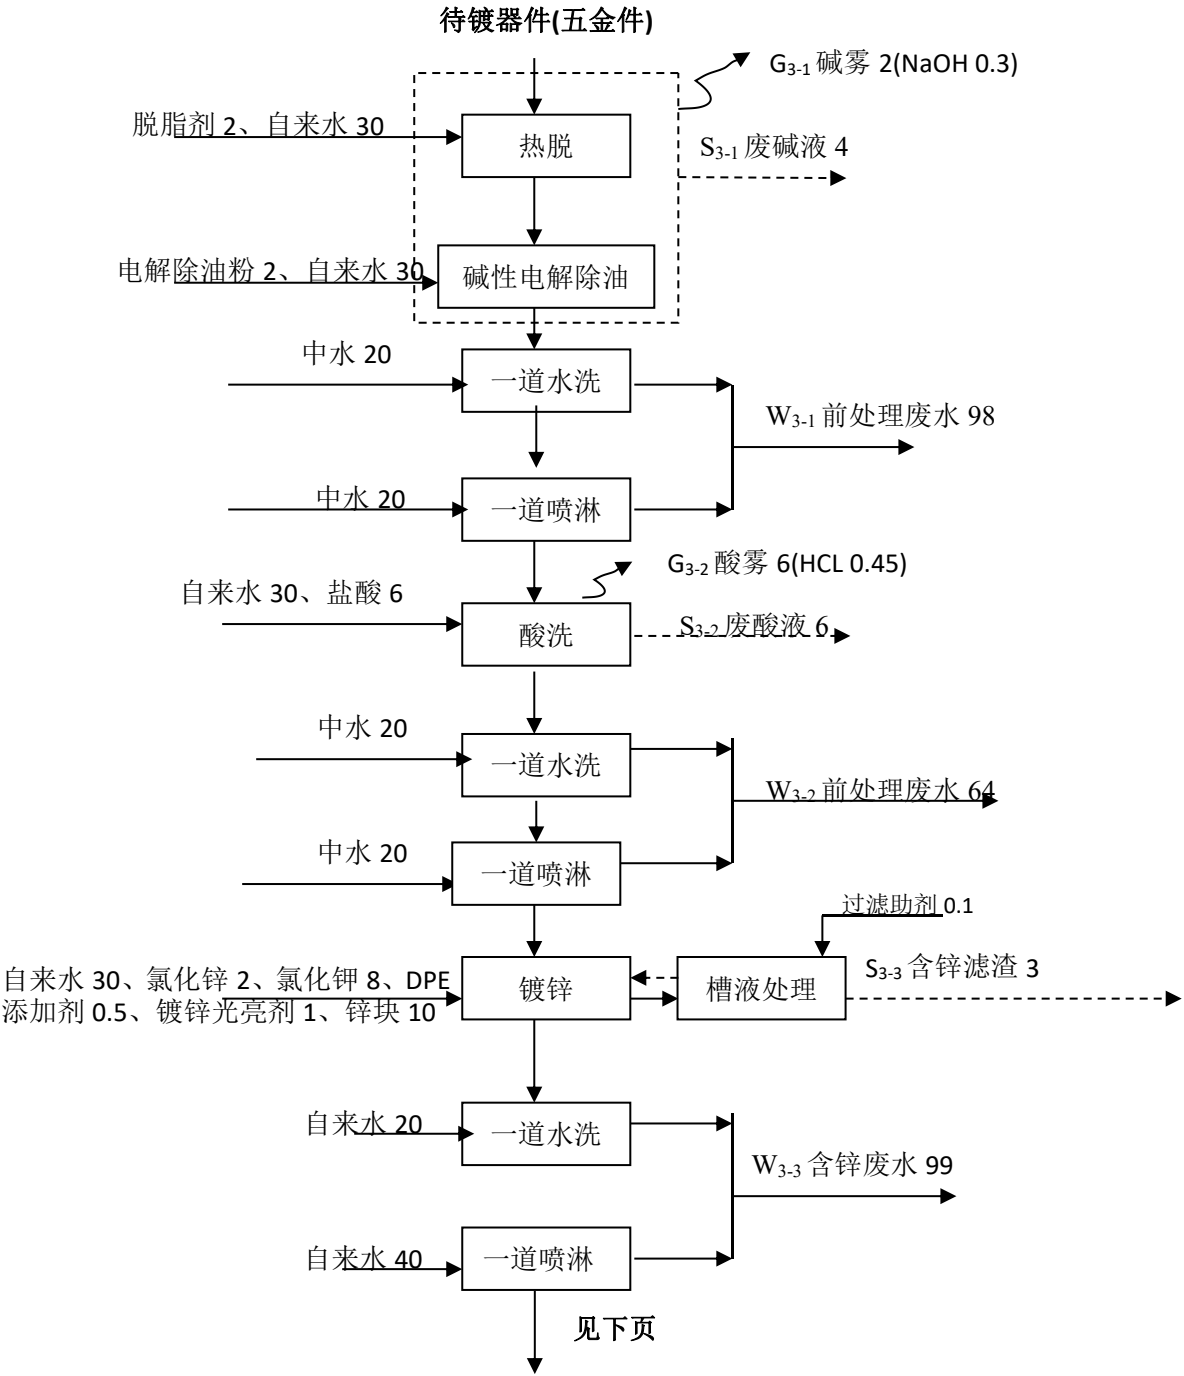 待镀器件(五金件)
G3-1碱雾 2(NaOH 0.3)
脱脂剂 2、自来水 30
热脱
S3-1废碱液 4
电解除油粉 2、自来水 30
碱性电解除油
中水 20
一道水洗
W3-1前处理废水 98
中水 20
一道喷淋
G3-2酸雾 6(HCL 0.45)
自来水 30、盐酸 6
酸洗
S3-2废酸液 6
中水 20
一道水洗
W3-2前处理废水 64
中水 20
一道喷淋
过滤助剂 0.1
自来水 30、氯化锌 2、氯化钾 8、DPE
添加剂 0.5、镀锌光亮剂 1、锌块 10
镀锌
槽液处理
S3-3含锌滤渣 3
自来水 20
一道水洗
W3-3含锌废水 99
自来水 40
一道喷淋
见下页